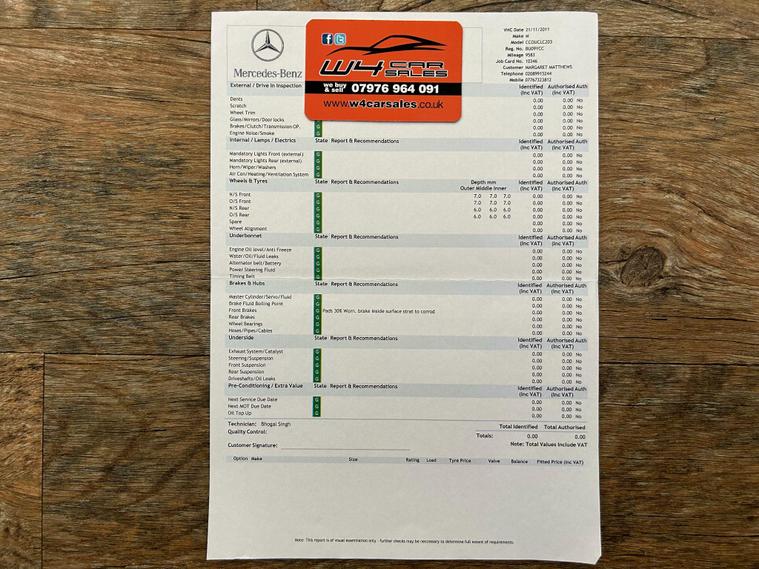 Mercedes-Benz
W4 CAR SALES
we buy & sell 07976 964 091
www.w4carsales.co.uk
VHC Date 21/11/2011
Make M
Model CCOUCLC203
Reg. No.
Mileage 9583
Job Card No. 10346
Customer MARGARET MATTHEWS
Telephone 02089913244
Mobile 07767323812
External / Drive in Inspection Identified (inc VAT) Authorised Auth (inc VAT)
Dents 0.00 0.00 No
Scratch 0.00 0.00 No
Wheel Trim 0.00 0.00 No
Glass/Mirrors/Door locks G 0.00 0.00 No
Brakes/Clutch/Transmission OP. G 0.00 0.00 No
Engine Noise/Smoke G 0.00 0.00 No
Internal / Lamps / Electrics State Report & Recommendations Identified (inc VAT) Authorised Auth (inc VAT)
Mandatory Lights Front (external) G 0.00 0.00 No
Mandatory Lights Rear (external) G 0.00 0.00 No
Horn/Wiper/Washers G 0.00 0.00 No
Air Con/Heating/Ventilation System G 0.00 0.00 No
Wheels & Tyres State Report & Recommendations Depth mm Outer Middle Inner Identified (inc VAT) Authorised Auth (inc VAT)
N/S Front G 7.0 7.0 7.0 0.00 0.00 No
O/S Front G 7.0 7.0 7.0 0.00 0.00 No
N/S Rear G 6.0 6.0 6.0 0.00 0.00 No
O/S Rear G 6.0 6.0 6.0 0.00 0.00 No
Spare G 0.00 0.00 No
Wheel Alignment G 0.00 0.00 No
Underbonnet State Report & Recommendations Identified (inc VAT) Authorised Auth (inc VAT)
Engine Oil level/Anti Freeze G 0.00 0.00 No
Water/Oil/Fluid Leaks G 0.00 0.00 No
Alternator belt/Battery G 0.00 0.00 No
Power Steering Fluid G 0.00 0.00 No
Timing Belt G 0.00 0.00 No
Brakes & Hubs State Report & Recommendations Identified (inc VAT) Authorised Auth (inc VAT)
Master Cylinder/Servo/Fluid G 0.00 0.00 No
Brake Fluid Boiling Point G 0.00 0.00 No
Front Brakes G Pads 30% Worn. brake inside surface strat to corrod 0.00 0.00 No
Rear Brakes G 0.00 0.00 No
Wheel Bearings G 0.00 0.00 No
Hoses/Pipes/Cables G 0.00 0.00 No
Underside State Report & Recommendations Identified (inc VAT) Authorised Auth (inc VAT)
Exhaust System/Catalyst G 0.00 0.00 No
Steering/Suspension G 0.00 0.00 No
Front Suspension G 0.00 0.00 No
Rear Suspension G 0.00 0.00 No
Driveshafts/Oil Leaks G 0.00 0.00 No
Pre-Conditioning / Extra Value State Report & Recommendations Identified (inc VAT) Authorised Auth (inc VAT)
Next Service Due Date G 0.00 0.00 No
Next MOT Due Date G 0.00 0.00 No
Oil Top Up G 0.00 0.00 No
Technician: Bhogal Singh Total Identified Total Authorised
Quality Control: Totals: 0.00 0.00
Customer Signature: Note: Total Values Include VAT
Option Make Size Rating Load Tyre Price Valve Balance Fitted Price (inc VAT)
Note: This report is of visual examination only - further checks may be neccessary to determine full extent of requirements.